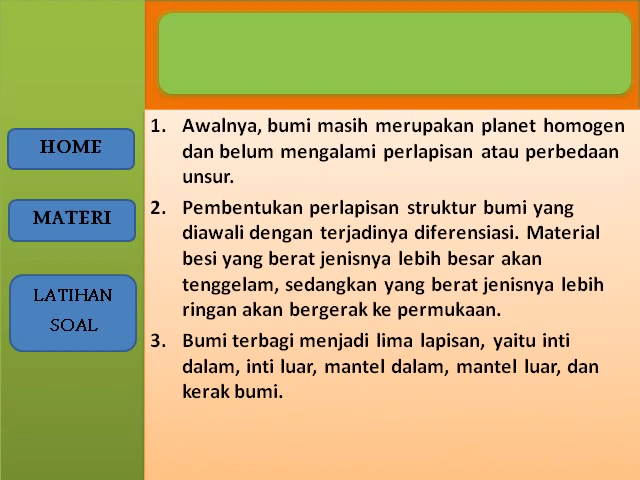 HOME
MATERI
LATIHAN
SOAL
1. Awalnya, bumi masih merupakan planet homogen
dan belum mengalami perlapisan atau perbedaan
unsur.
2. Pembentukan perlapisan struktur bumi yang
diawali dengan terjadinya diferensiasi. Material
besi yang berat jenisnya lebih besar akan
tenggelam, sedangkan yang berat jenisnya lebih
ringan akan bergerak ke permukaan.
3. Bumi terbagi menjadi lima lapisan, yaitu inti
dalam, inti luar, mantel dalam, mantel luar, dan
kerak bumi.